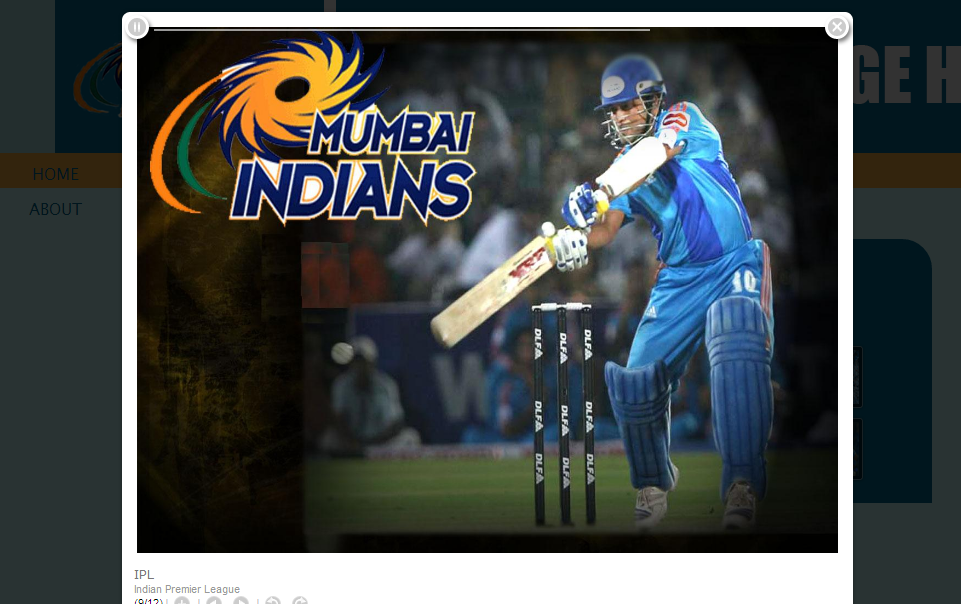 MUMBAI
INDIANS
GE H
HOME
ABOUT
10
DLF
DLF
DLF
DLF
DLF
DLF
DLF
DLF
DLF
IPL
Indian Premier League
(9/12)